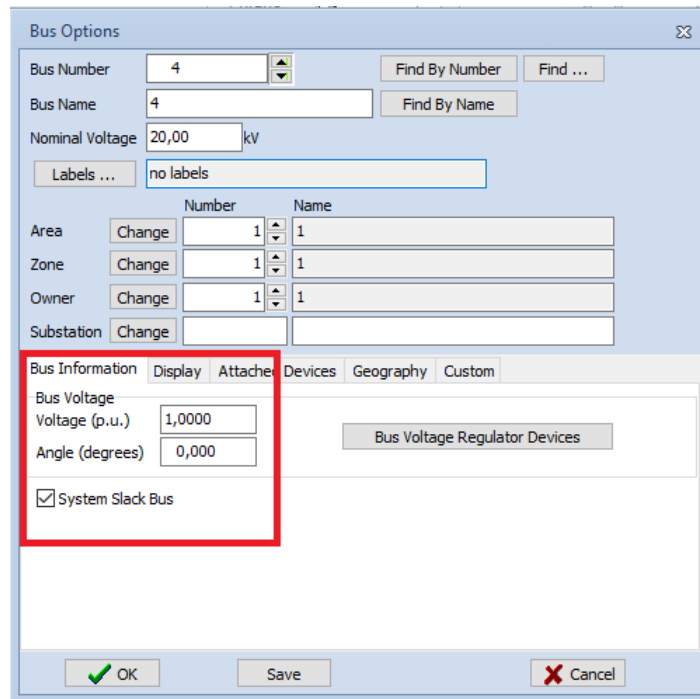 Bus Options
Bus Number 4 Find By Number Find ...
Bus Name 4 Find By Name
Nominal Voltage 20,00 kV
Labels ... no labels
Number Name
Area Change 1 1
Zone Change 1 1
Owner Change 1 1
Substation Change
Bus Information Display Attached Devices Geography Custom
Bus Voltage
Voltage (p.u.) 1,0000
Angle (degrees) 0,000
Bus Voltage Regulator Devices
System Slack Bus
OK Save Cancel